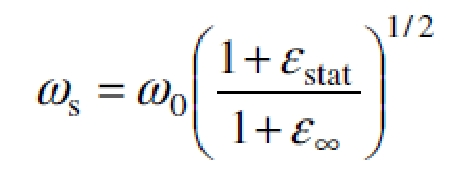 ω_s = ω_0 ( (1 + ε_stat) / (1 + ε_∞) )^{1/2}